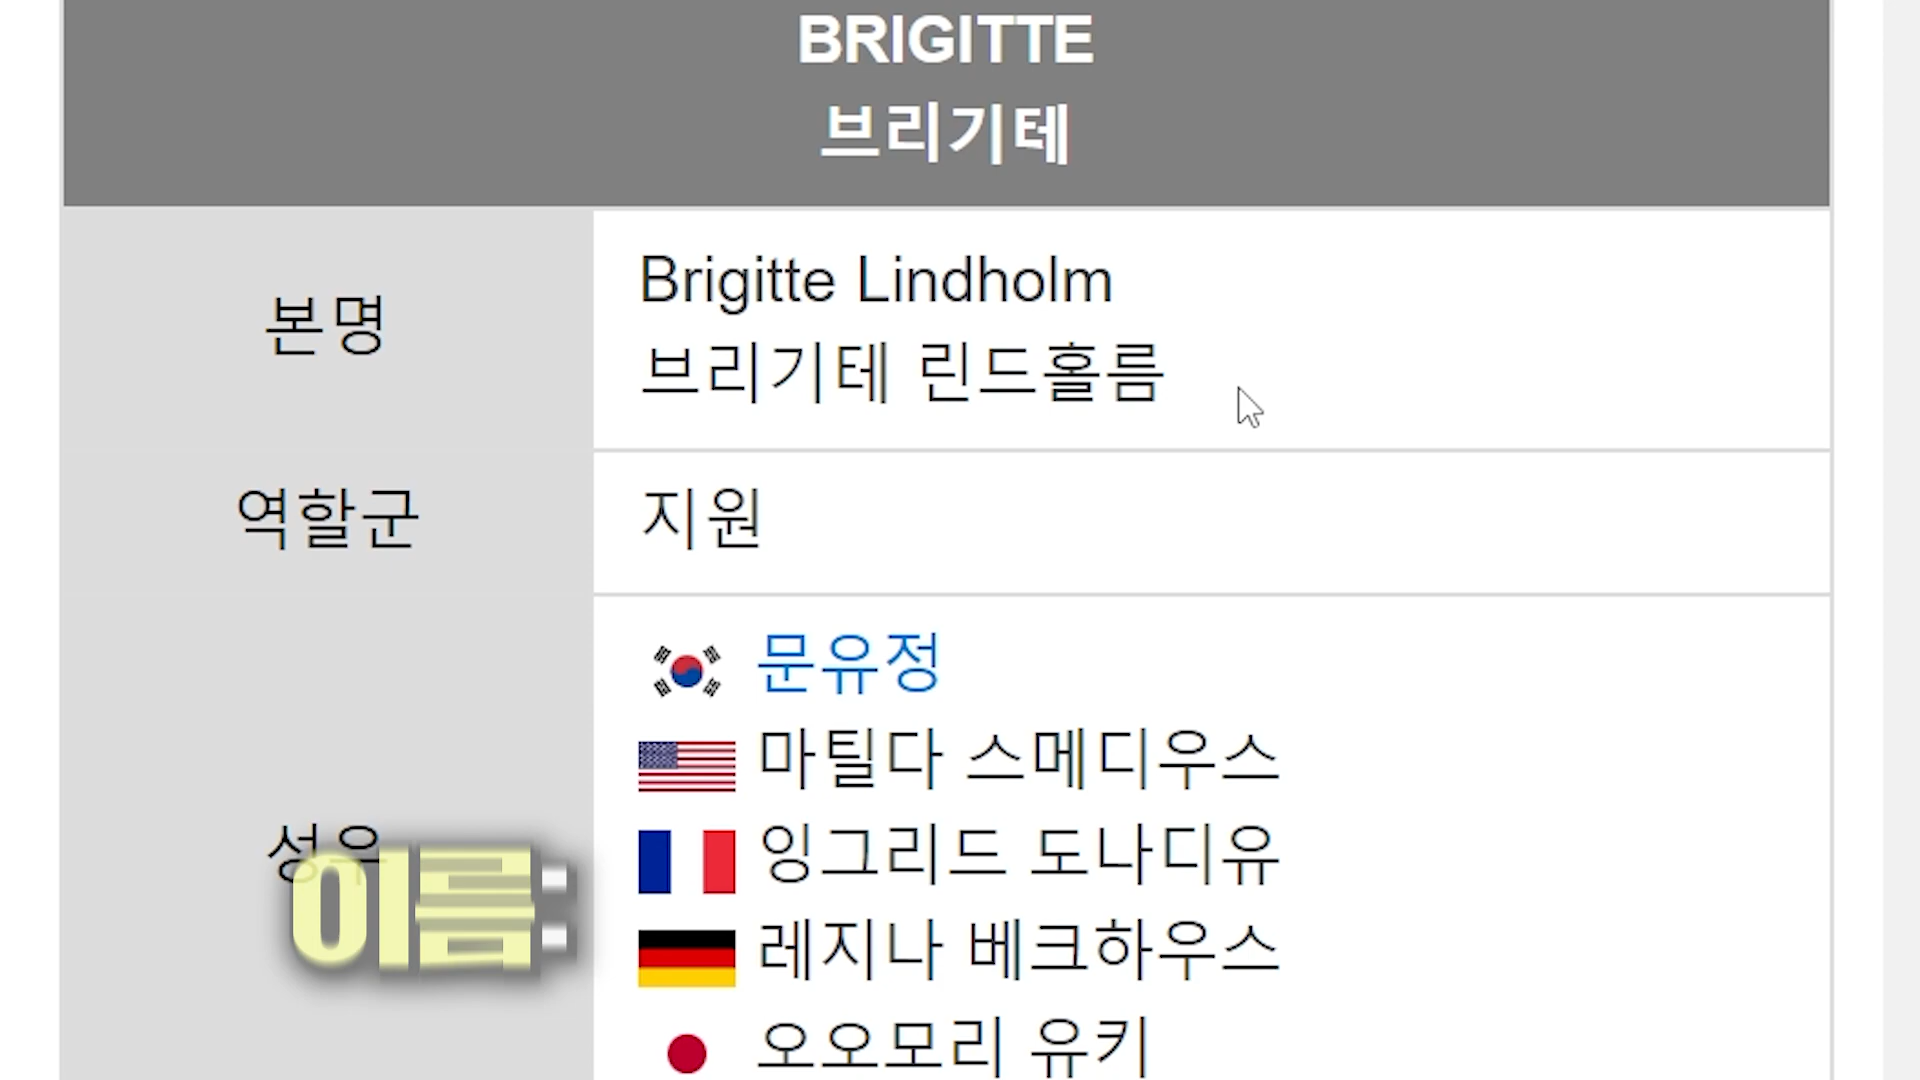 BRIGITTE
브리기테
본명
Brigitte Lindholm
브리기테 린드홀름
역할군
지원
성우
문유정
마틸다 스메디우스
잉그리드 도나디유
레지나 베크하우스
오오모리 유키
이름: